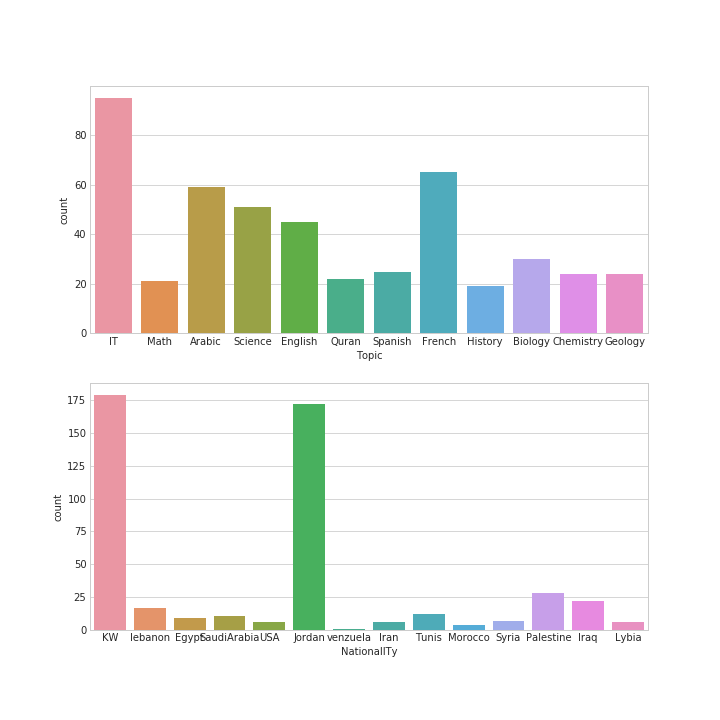 80
60
40
20
0
count
IT Math Arabic Science English Quran Spanish French History Biology Chemistry Geology
Topic
175
150
125
100
75
50
25
0
count
KW lebanon Egypt SaudiArabia USA Jordan venzuela Iran Tunis Morocco Syria Palestine Iraq Lybia
NationalITy